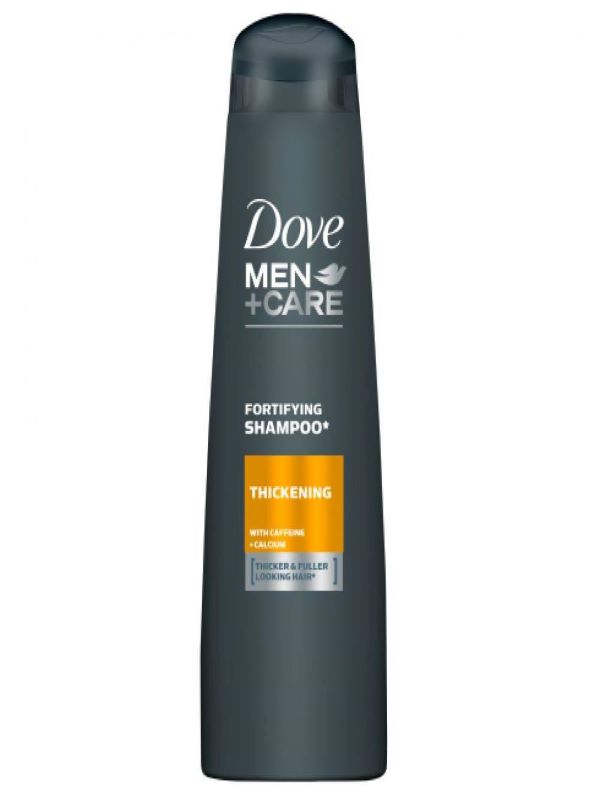 Dove
MEN
+CARE
FORTIFYING
SHAMPOO*
THICKENING
WITH CAFFEINE
+ CALCIUM
THICKER & FULLER
LOOKING HAIR*